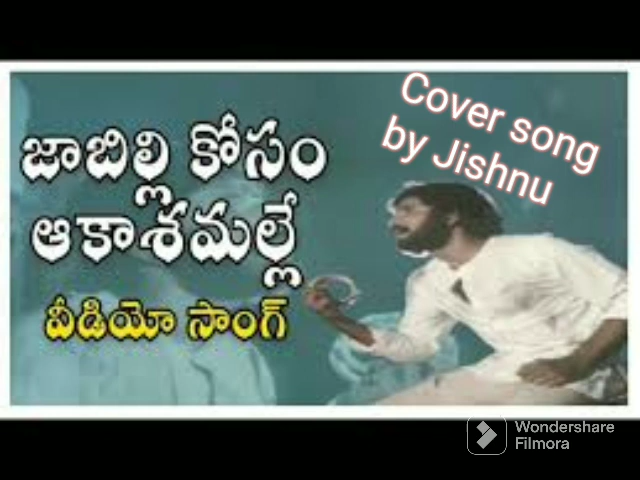 Cover song
by Jishnu
జాబిల్లి కోసం
ఆకాశమల్లే
వీడియో సాంగ్
Wondershare
Filmora